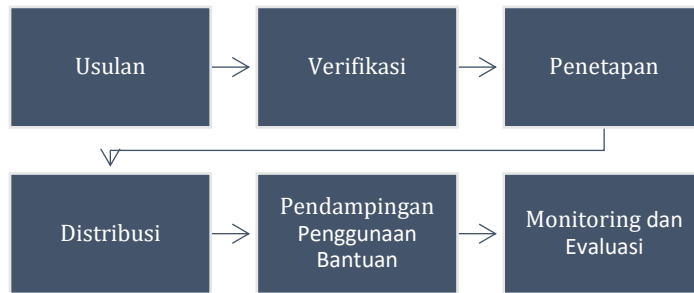 Usulan
Verifikasi
Penetapan
Distribusi
Pendampingan
Penggunaan
Bantuan
Monitoring dan
Evaluasi